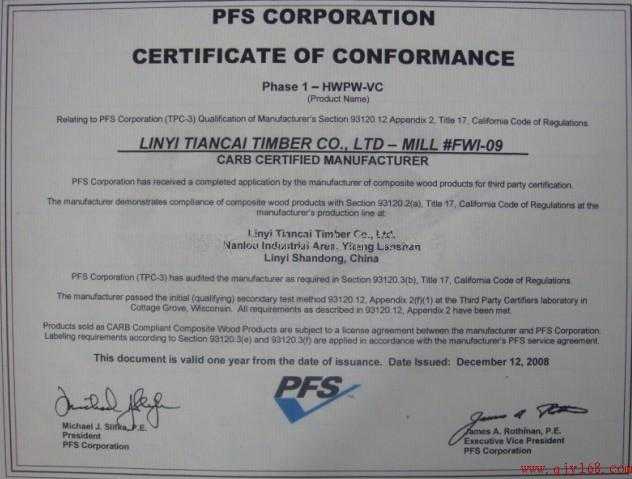 PFS CORPORATION
CERTIFICATE OF CONFORMANCE
Phase 1 – HWPW-VC
(Product Name)
Relating to PFS Corporation (TPC-3) Qualification of Manufacturer's Section 93120.12 Appendix 2, Title 17, California Code of Regulations.
LINYI TIANCAI TIMBER CO., LTD – MILL #FWI-09
CARB CERTIFIED MANUFACTURER
PFS Corporation has received a completed application by the manufacturer of composite wood products for third party certification.
The manufacturer demonstrates compliance of composite wood products with Section 93120.2(a), Title 17, California Code of Regulations at the
manufacturer's production line at:
Linyi Tiancai Timber Co., Ltd.
Nanlou Industrial Area, Yitang Lanshan
Linyi Shandong, China
PFS Corporation (TPC-3) has audited the manufacturer as required in Section 93120.3(b), Title 17, California Code of Regulations.
The manufacturer passed the initial (qualifying) secondary test method 93120.12, Appendix 2(f)(1) at the Third Party Certifiers laboratory in
Cottage Grove, Wisconsin. All requirements as described in 93120.12, Appendix 2 have been met.
Products sold as CARB Compliant Composite Wood Products are subject to a license agreement between the manufacturer and PFS Corporation.
Labeling requirements according to Section 93120.3(e) and 93120.3(f) are applied in accordance with the manufacturer's PFS service agreement.
This document is valid one year from the date of issuance. Date Issued: December 12, 2008
PFS
Michael J. Slifka, P.E.
President
PFS Corporation
James A. Rothman, P.E.
Executive Vice President
PFS Corporation
www.qjy168.com